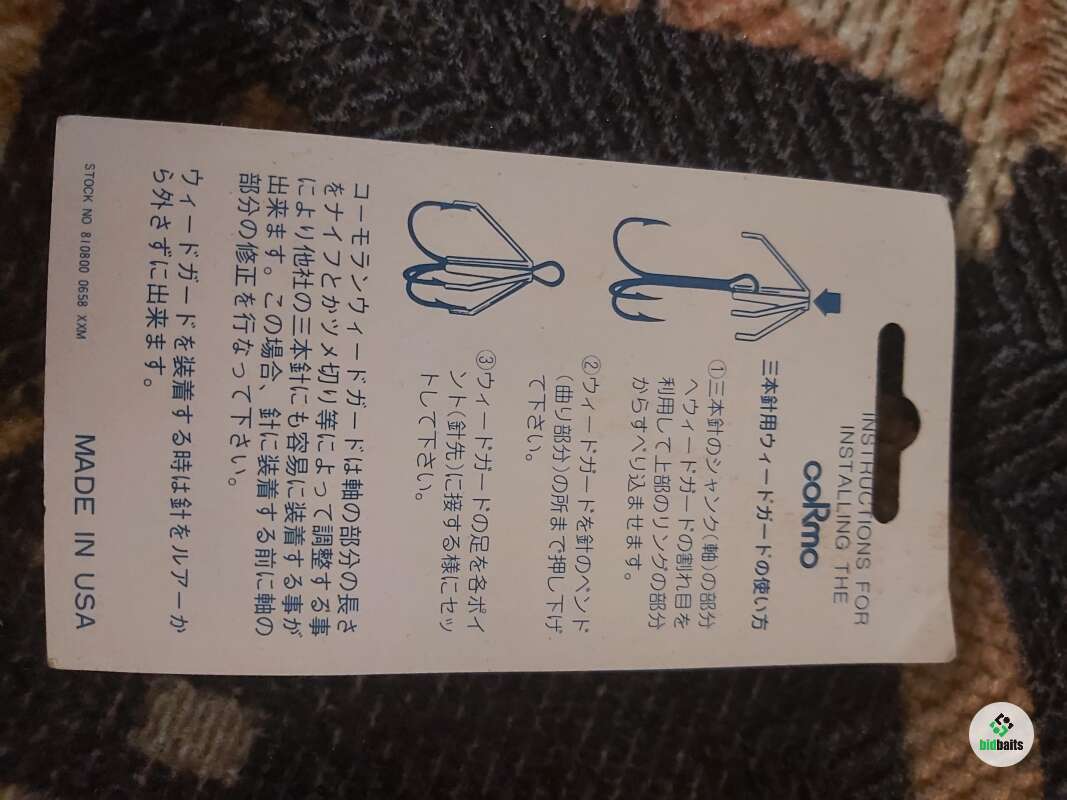 INSTRUCTIONS FOR
INSTALLING THE
coRmo
三本針用ウィードガードの使い方
①三本針のシャンク(軸)の部分
へウィードガードの割れ目を
利用して上部のリングの部分
からすべり込ませます。
②ウィードガードを針のベンド
(曲り部分)の所まで押し下げ
て下さい。
③ウィードガードの足を各ポイ
ント(針先)に接する様にセッ
トして下さい。
コーモランウィードガードは軸の部分の長さ
をナイフとかツメ切り等によって調整する事
により他社の三本針にも容易に装着する事が
出来ます。この場合、針に装着する前に軸の
部分の修正を行なって下さい。
ウィードガードを装着する時は針をルアーか
ら外さずに出来ます。
STOCK NO 810800 0658 XXM
MADE IN USA
bidbaits